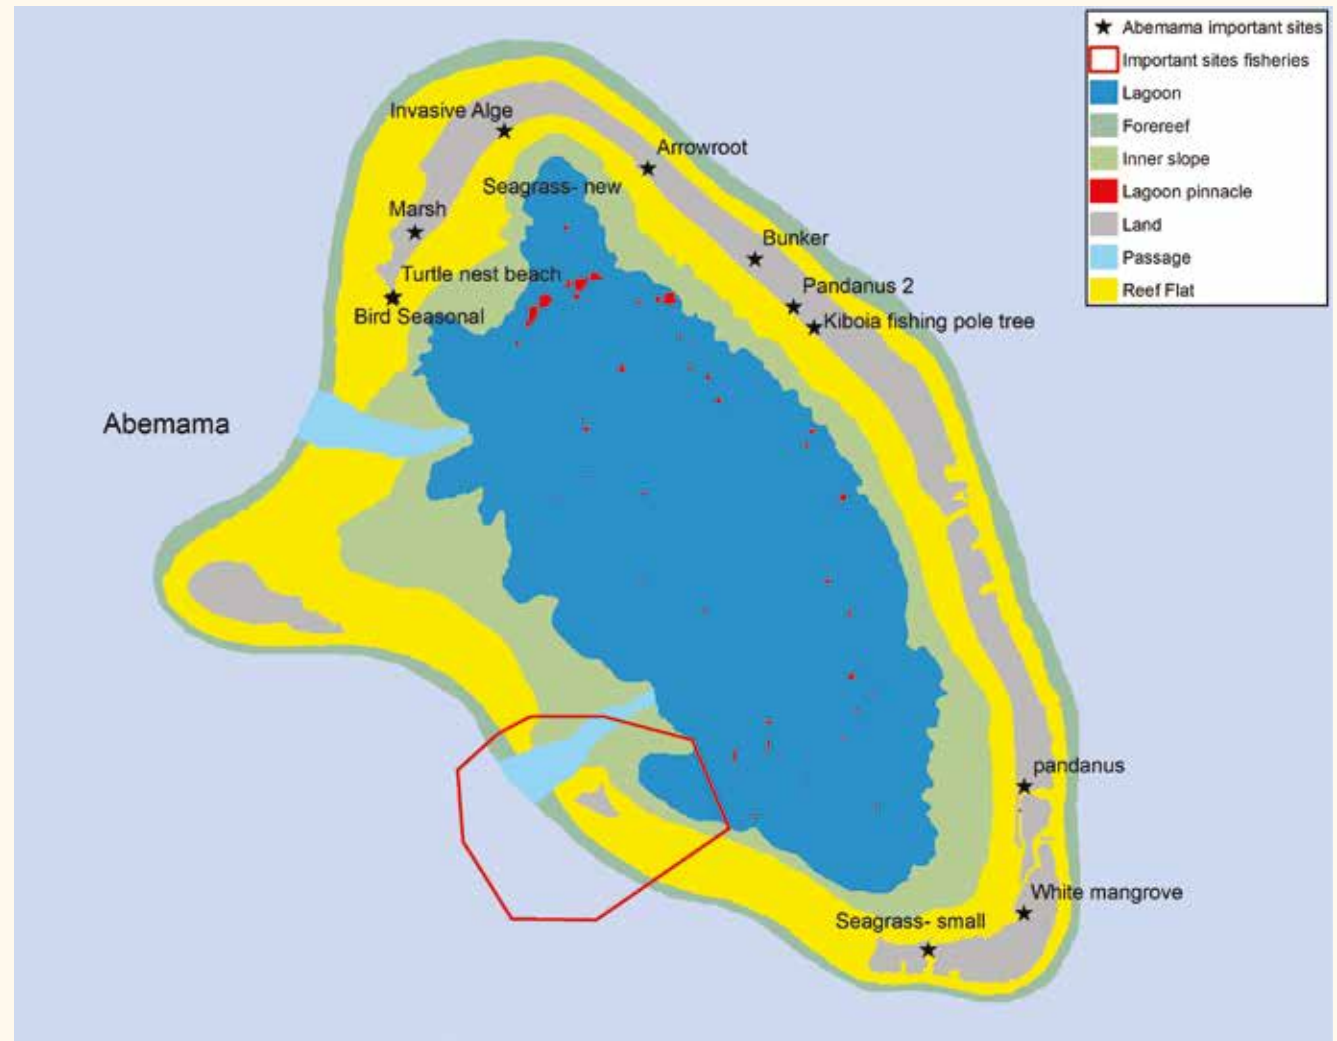 Abemama important sites
Important sites fisheries
Lagoon
Forereef
Inner slope
Lagoon pinnacle
Land
Passage
Reef Flat
Invasive Alge
Arrowroot
Seagrass- new
Marsh
Bunker
Turtle nest beach
Pandanus 2
Bird Seasonal
Kiboia fishing pole tree
Abemama
pandanus
White mangrove
Seagrass- small